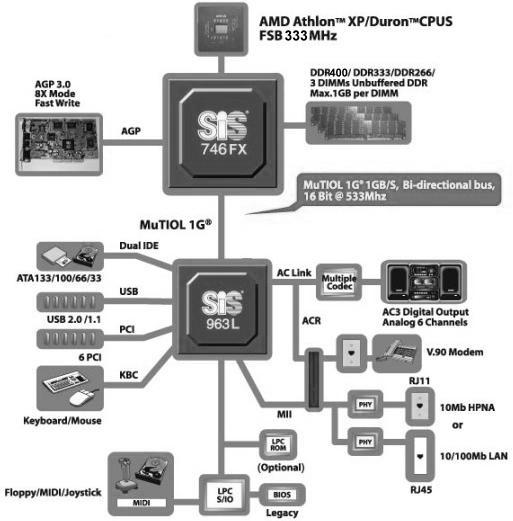 AMD Athlon™ XP/Duron™CPUS
FSB 333MHz
AGP 3.0
8X Mode
Fast Write
AGP
SiS
746FX
DDR400/ DDR333/DDR266/
3 DIMMs Unbuffered DDR
Max.1GB per DIMM
MuTIOL 1G® 1GB/S, Bi-directional bus,
16 Bit @ 533Mhz
MuTIOL 1G®
Dual IDE
ATA133/100/66/33
USB
USB 2.0 /1.1
PCI
6 PCI
KBC
Keyboard/Mouse
SiS
963L
AC Link
Multiple
Codec
AC3 Digital Output
Analog 6 Channels
ACR
V.90 Modem
RJ11
MII
PHY
10Mb HPNA
or
PHY
10/100Mb LAN
RJ45
LPC
ROM
(Optional)
Floppy/MIDI/Joystick
MIDI
LPC
S/IO
BIOS
Legacy